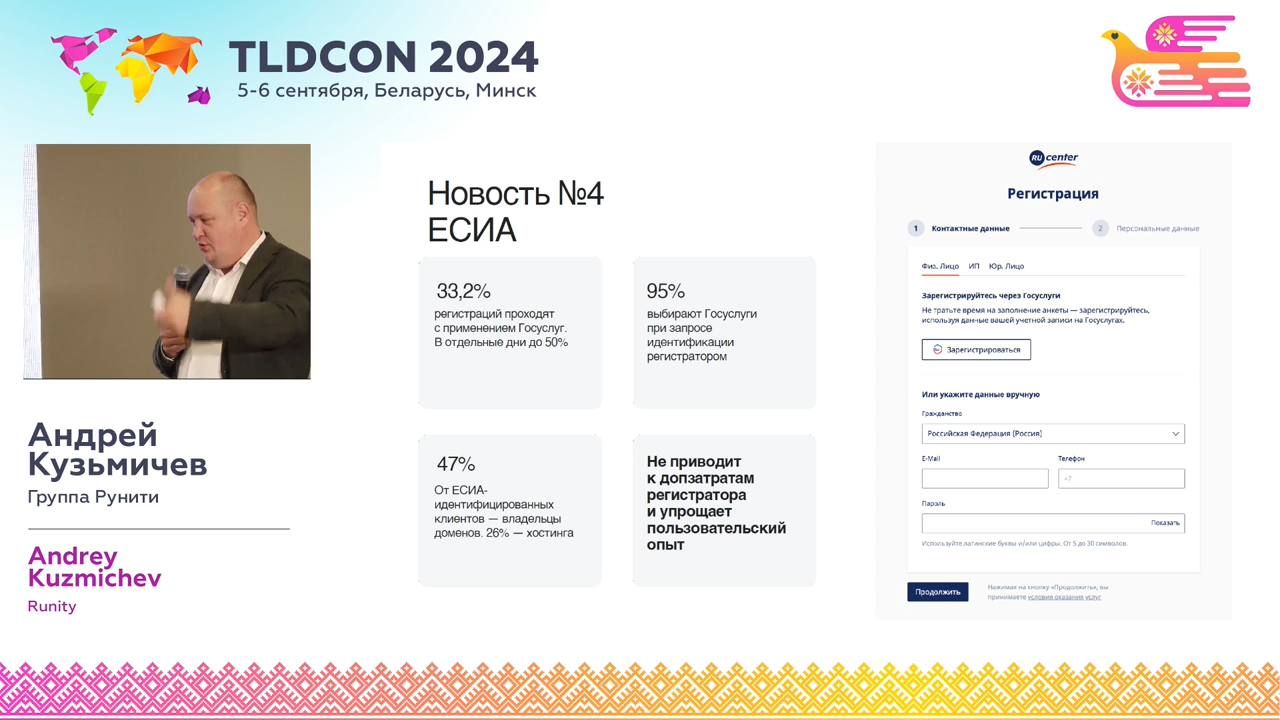 TLDCON 2024
5-6 сентября, Беларусь, Минск
Андрей
Кузьмичев
Группа Рунити
Andrey
Kuzmichev
Runity
Новость №4
ЕСИА
33,2%
регистраций проходят
с применением Госуслуг.
В отдельные дни до 50%
95%
выбирают Госуслуги
при запросе
идентификации
регистратором
47%
От ЕСИА-
идентифицированных
клиентов — владельцы
доменов. 26% — хостинга
Не приводит
к допзатратам
регистратора
и упрощает
пользовательский
опыт
RU center
Регистрация
1 Контактные данные 2 Персональные данные
Физ. Лицо ИП Юр. Лицо
Зарегистрируйтесь через Госуслуги
Не тратьте время на заполнение анкеты — зарегистрируйтесь,
используя данные вашей учетной записи на Госуслугах.
Зарегистрироваться
Или укажите данные вручную
Гражданство
Российская Федерация (Россия)
E-Mail Телефон
+7
Пароль
Показать
Используйте латинские буквы и/или цифры. От 5 до 30 символов.
Продолжить
Нажимая на кнопку «Продолжить», вы
принимаете условия оказания услуг